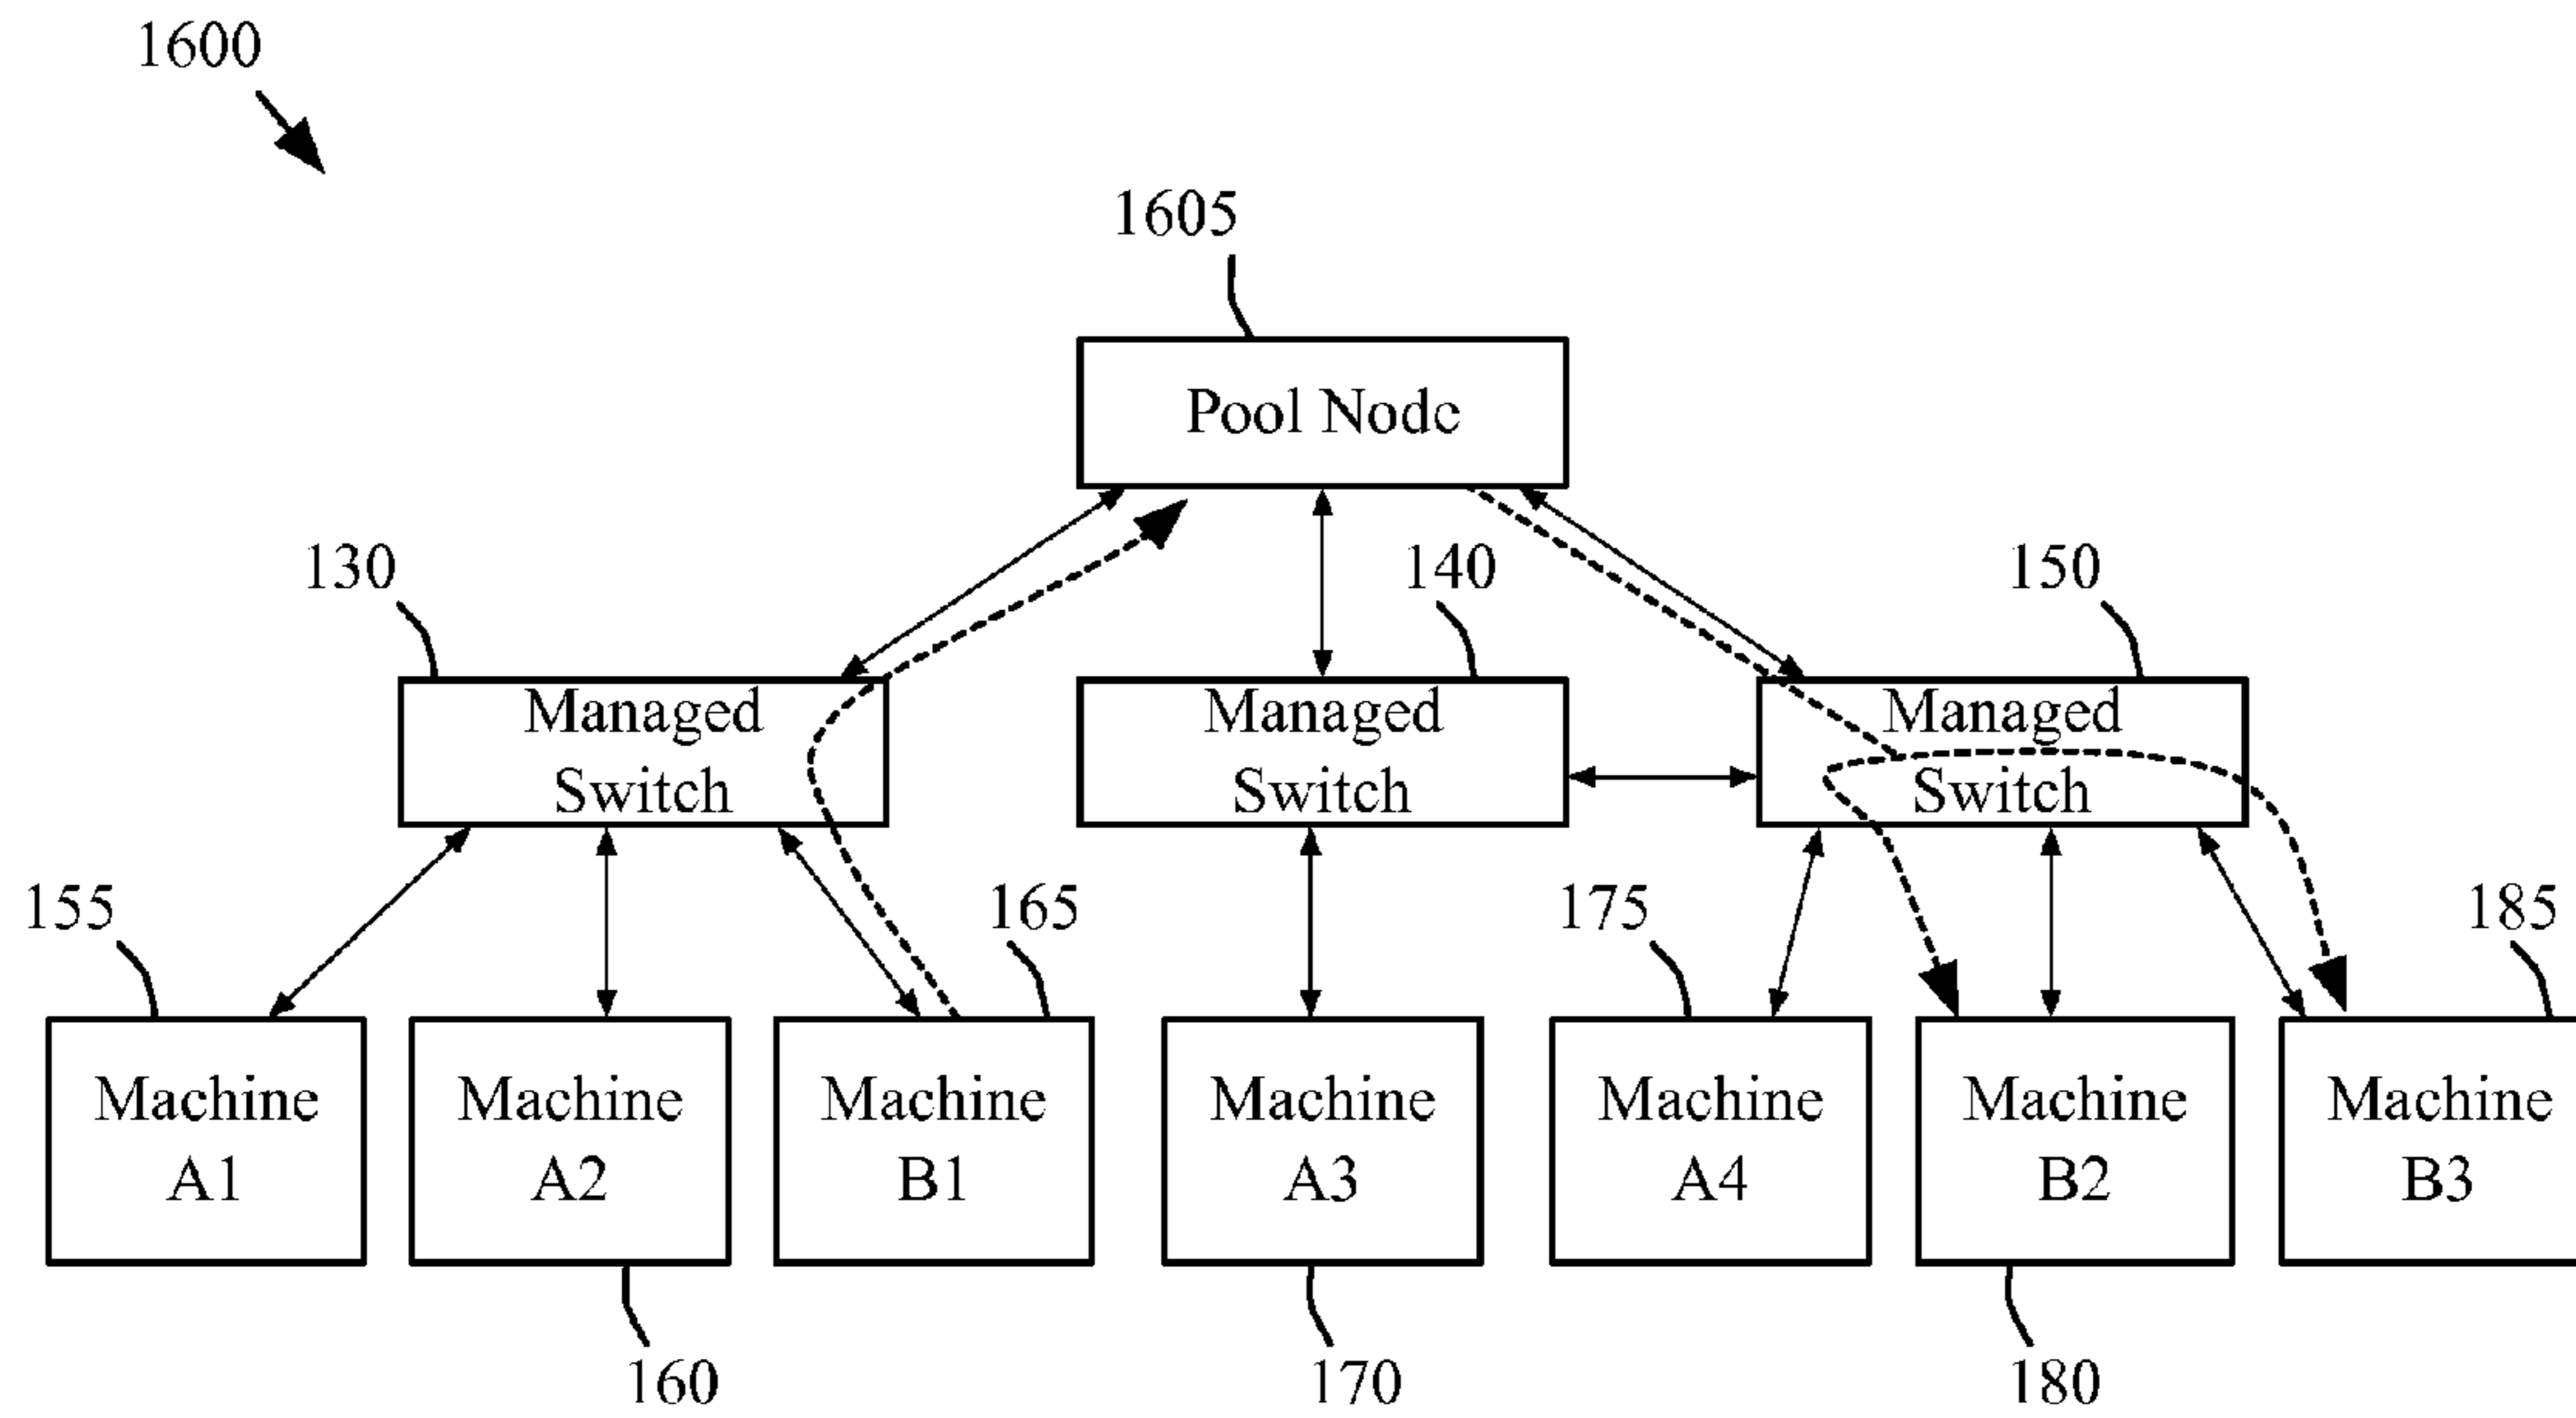 1600
1605
Pool Node
130
140
150
Managed
Switch
Managed
Switch
Managed
Switch
155
165
175
185
Machine
A1
Machine
A2
Machine
B1
Machine
A3
Machine
A4
Machine
B2
Machine
B3
160
170
180